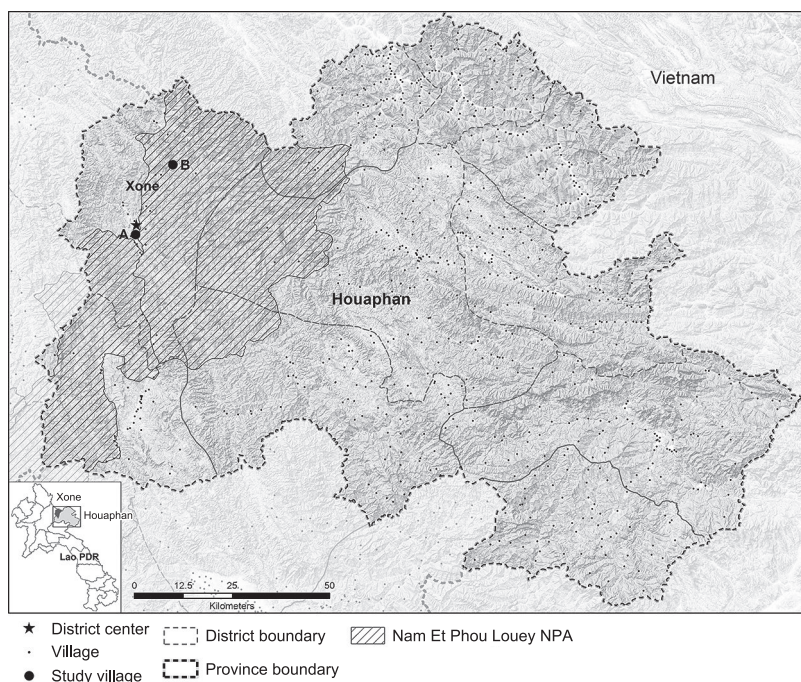 Vietnam
B
Xone
A
Houaphan
Xone
Houaphan
Lao PDR
0 12.5 25 50
Kilometers
District center
Village
Study village
District boundary
Province boundary
Nam Et Phou Louey NPA